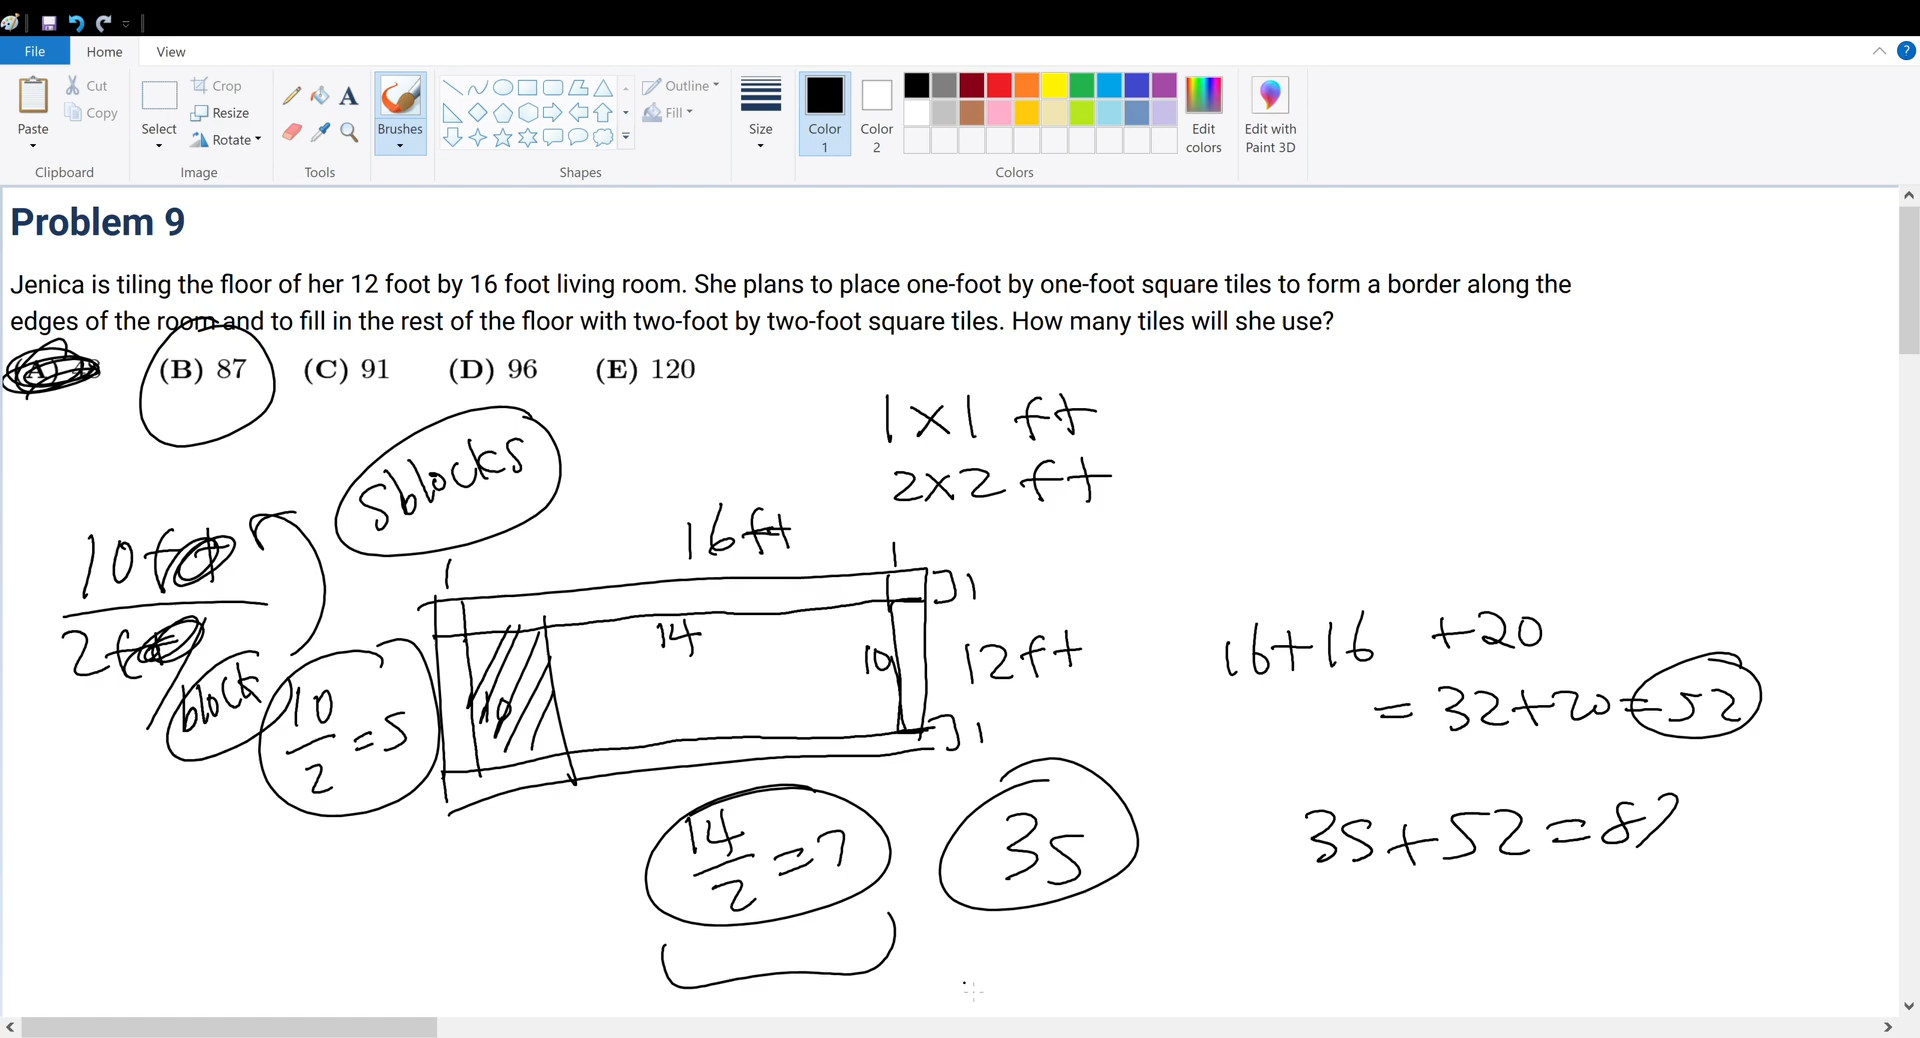 File Home View
Paste
Cut
Copy
Clipboard
Select
Crop
Resize
Rotate
Image
A
Tools
Brushes
Outline
Fill
Shapes
Size
Color 1
Color 2
Edit colors
Edit with Paint 3D
Colors
?
Problem 9
Jenica is tiling the floor of her 12 foot by 16 foot living room. She plans to place one-foot by one-foot square tiles to form a border along the
edges of the room and to fill in the rest of the floor with two-foot by two-foot square tiles. How many tiles will she use?
(A) 48 (B) 87 (C) 91 (D) 96 (E) 120
1x1 ft
2x2 ft
5blocks
16ft
10ft
2ft
/block
10
2
=5
1
1
1
14
10
10
12ft
1
14
2
=7
35
16+16 +20
=32+20=52
35+52=87